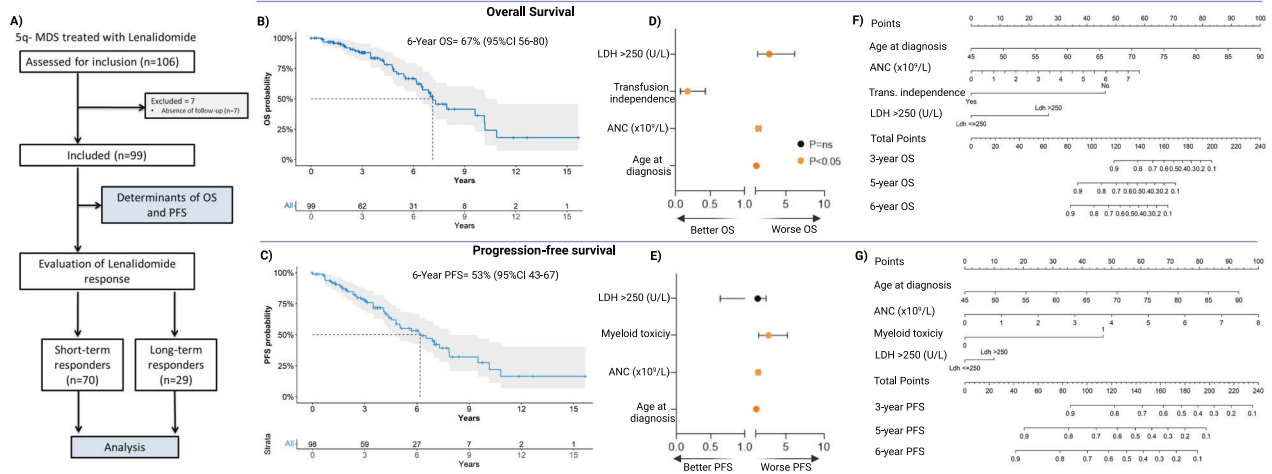 A)
5q- MDS treated with Lenalidomide
Assessed for inclusion (n=106)
Excluded = 7
• Absence of follow-up (n=7)
Included (n=99)
Determinants of OS
and PFS
Evaluation of Lenalidomide
response
Short-term
responders
(n=70)
Long-term
responders
(n=29)
Analysis
Overall Survival
B)
6-Year OS= 67% (95%CI 56-80)
OS probability
100%
75%
50%
25%
0%
0 3 6 9 12 15
Years
All 99 62 31 8 2 1
0 3 6 9 12 15
Years
D)
LDH >250 (U/L)
Transfusion
independence
ANC (x10⁹/L)
Age at
diagnosis
P=ns
P<0.05
0.0 0.5 1.0 5 10
Better OS Worse OS
F)
Points
0 10 20 30 40 50 60 70 80 90 100
Age at diagnosis
45 50 55 60 65 70 75 80 85 90
ANC (x10⁹/L)
0 1 2 3 4 5 6 7
Trans. independence
No
Yes
LDH >250 (U/L)
Ldh >250
Ldh <=250
Total Points
0 20 40 60 80 100 120 140 160 180 200 220 240
3-year OS
0.9 0.8 0.7 0.6 0.5 0.4 0.3 0.2 0.1
5-year OS
0.9 0.8 0.7 0.6 0.5 0.4 0.3 0.2 0.1
6-year OS
0.9 0.8 0.7 0.6 0.5 0.4 0.3 0.2 0.1
Progression-free survival
C)
6-Year PFS= 53% (95%CI 43-67)
PFS probability
100%
75%
50%
25%
0%
0 3 6 9 12 15
Years
Strata
All 98 59 27 7 2 1
0 3 6 9 12 15
Years
E)
LDH >250 (U/L)
Myeloid toxicity
ANC (x10⁹/L)
Age at
diagnosis
0.0 0.5 1.0 5 10
Better PFS Worse PFS
G)
Points
0 10 20 30 40 50 60 70 80 90 100
Age at diagnosis
45 50 55 60 65 70 75 80 85 90
ANC (x10⁹/L)
0 1 2 3 4 5 6 7 8
Myeloid toxiciy
1
0
LDH >250 (U/L)
Ldh >250
Ldh <=250
Total Points
0 20 40 60 80 100 120 140 160 180 200 220 240
3-year PFS
0.9 0.8 0.7 0.6 0.5 0.4 0.3 0.2 0.1
5-year PFS
0.9 0.8 0.7 0.6 0.5 0.4 0.3 0.2 0.1
6-year PFS
0.9 0.8 0.7 0.6 0.5 0.4 0.3 0.2 0.1